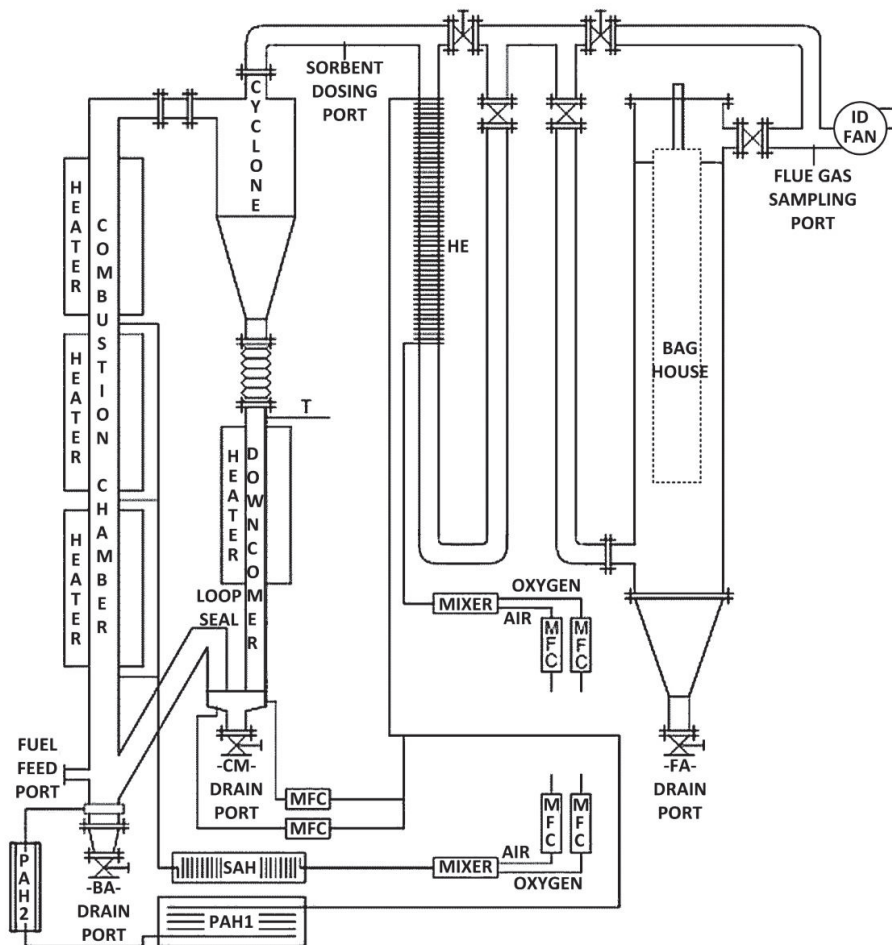 SORBENT
DOSING
PORT
CYCLONE
ID
FAN
FLUE GAS
SAMPLING
PORT
HEATER
COMBUSTION CHAMBER
HE
BAG
HOUSE
HEATER
T
HEATER
DOWNCOMER
HEATER
LOOP
SEAL
OXYGEN
MIXER
AIR
MFC
MFC
FUEL
FEED
PORT
-CM-
DRAIN
PORT
-FA-
DRAIN
PORT
MFC
MFC
MFC
MFC
PAH2
-BA-
DRAIN
PORT
SAH
MIXER
AIR
OXYGEN
PAH1